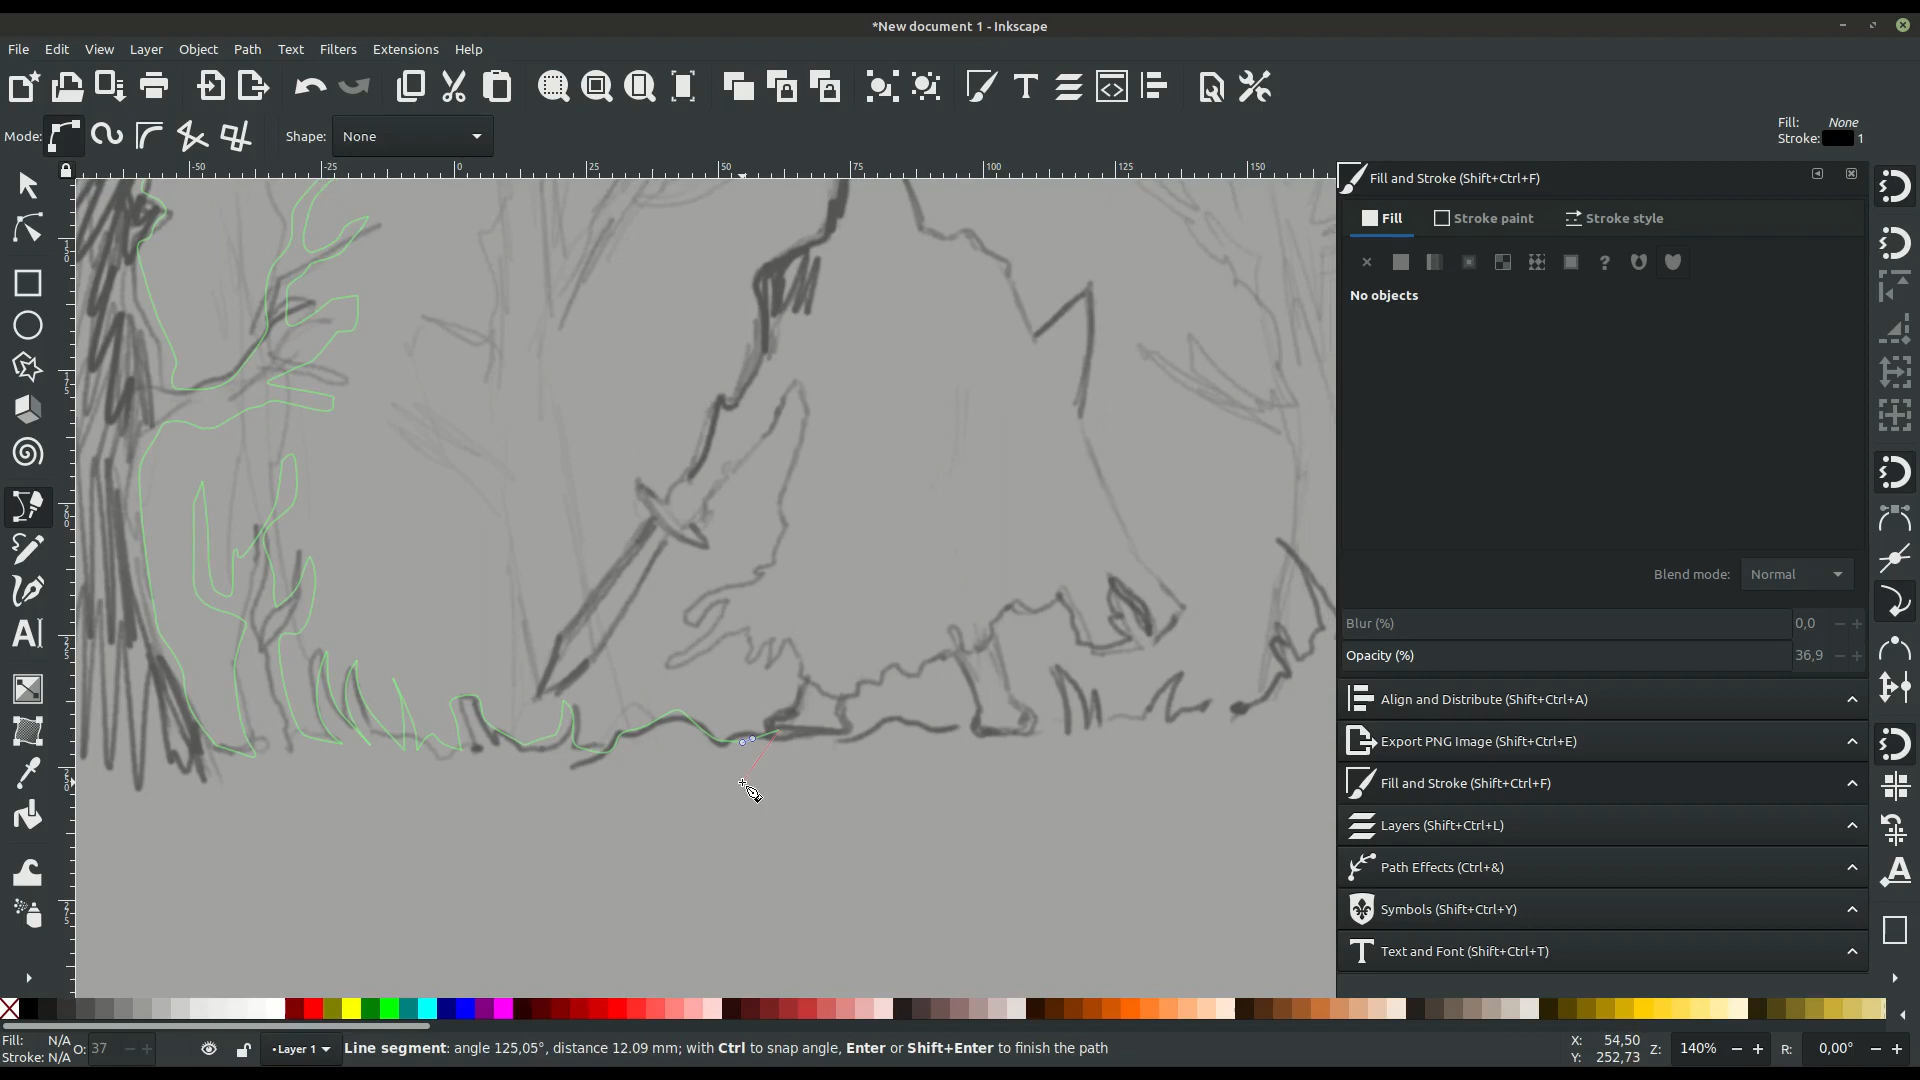 *New document 1 - Inkscape
File Edit View Layer Object Path Text Filters Extensions Help
Mode: Shape: None
Fill: None
Stroke: 1
-50 -25 0 25 50 75 100 125 150
Fill and Stroke (Shift+Ctrl+F)
Fill Stroke paint Stroke style
No objects
Blend mode: Normal
Blur (%) 0,0
Opacity (%) 36,9
Align and Distribute (Shift+Ctrl+A)
Export PNG Image (Shift+Ctrl+E)
Fill and Stroke (Shift+Ctrl+F)
Layers (Shift+Ctrl+L)
Path Effects (Ctrl+&)
Symbols (Shift+Ctrl+Y)
Text and Font (Shift+Ctrl+T)
150
175
200
225
250
275
Fill: N/A O: 37 •Layer 1 Line segment: angle 125,05°, distance 12.09 mm; with Ctrl to snap angle, Enter or Shift+Enter to finish the path X: 54,50 Z: 140% R: 0,00°
Stroke: N/A Y: 252,73